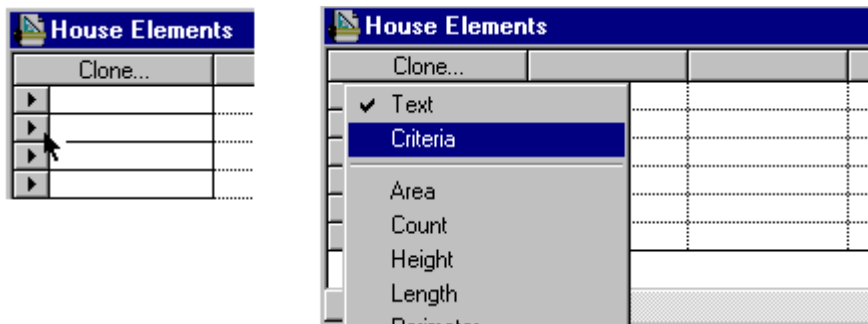 House Elements
Clone...
House Elements
Clone...
Text
Criteria
Area
Count
Height
Length